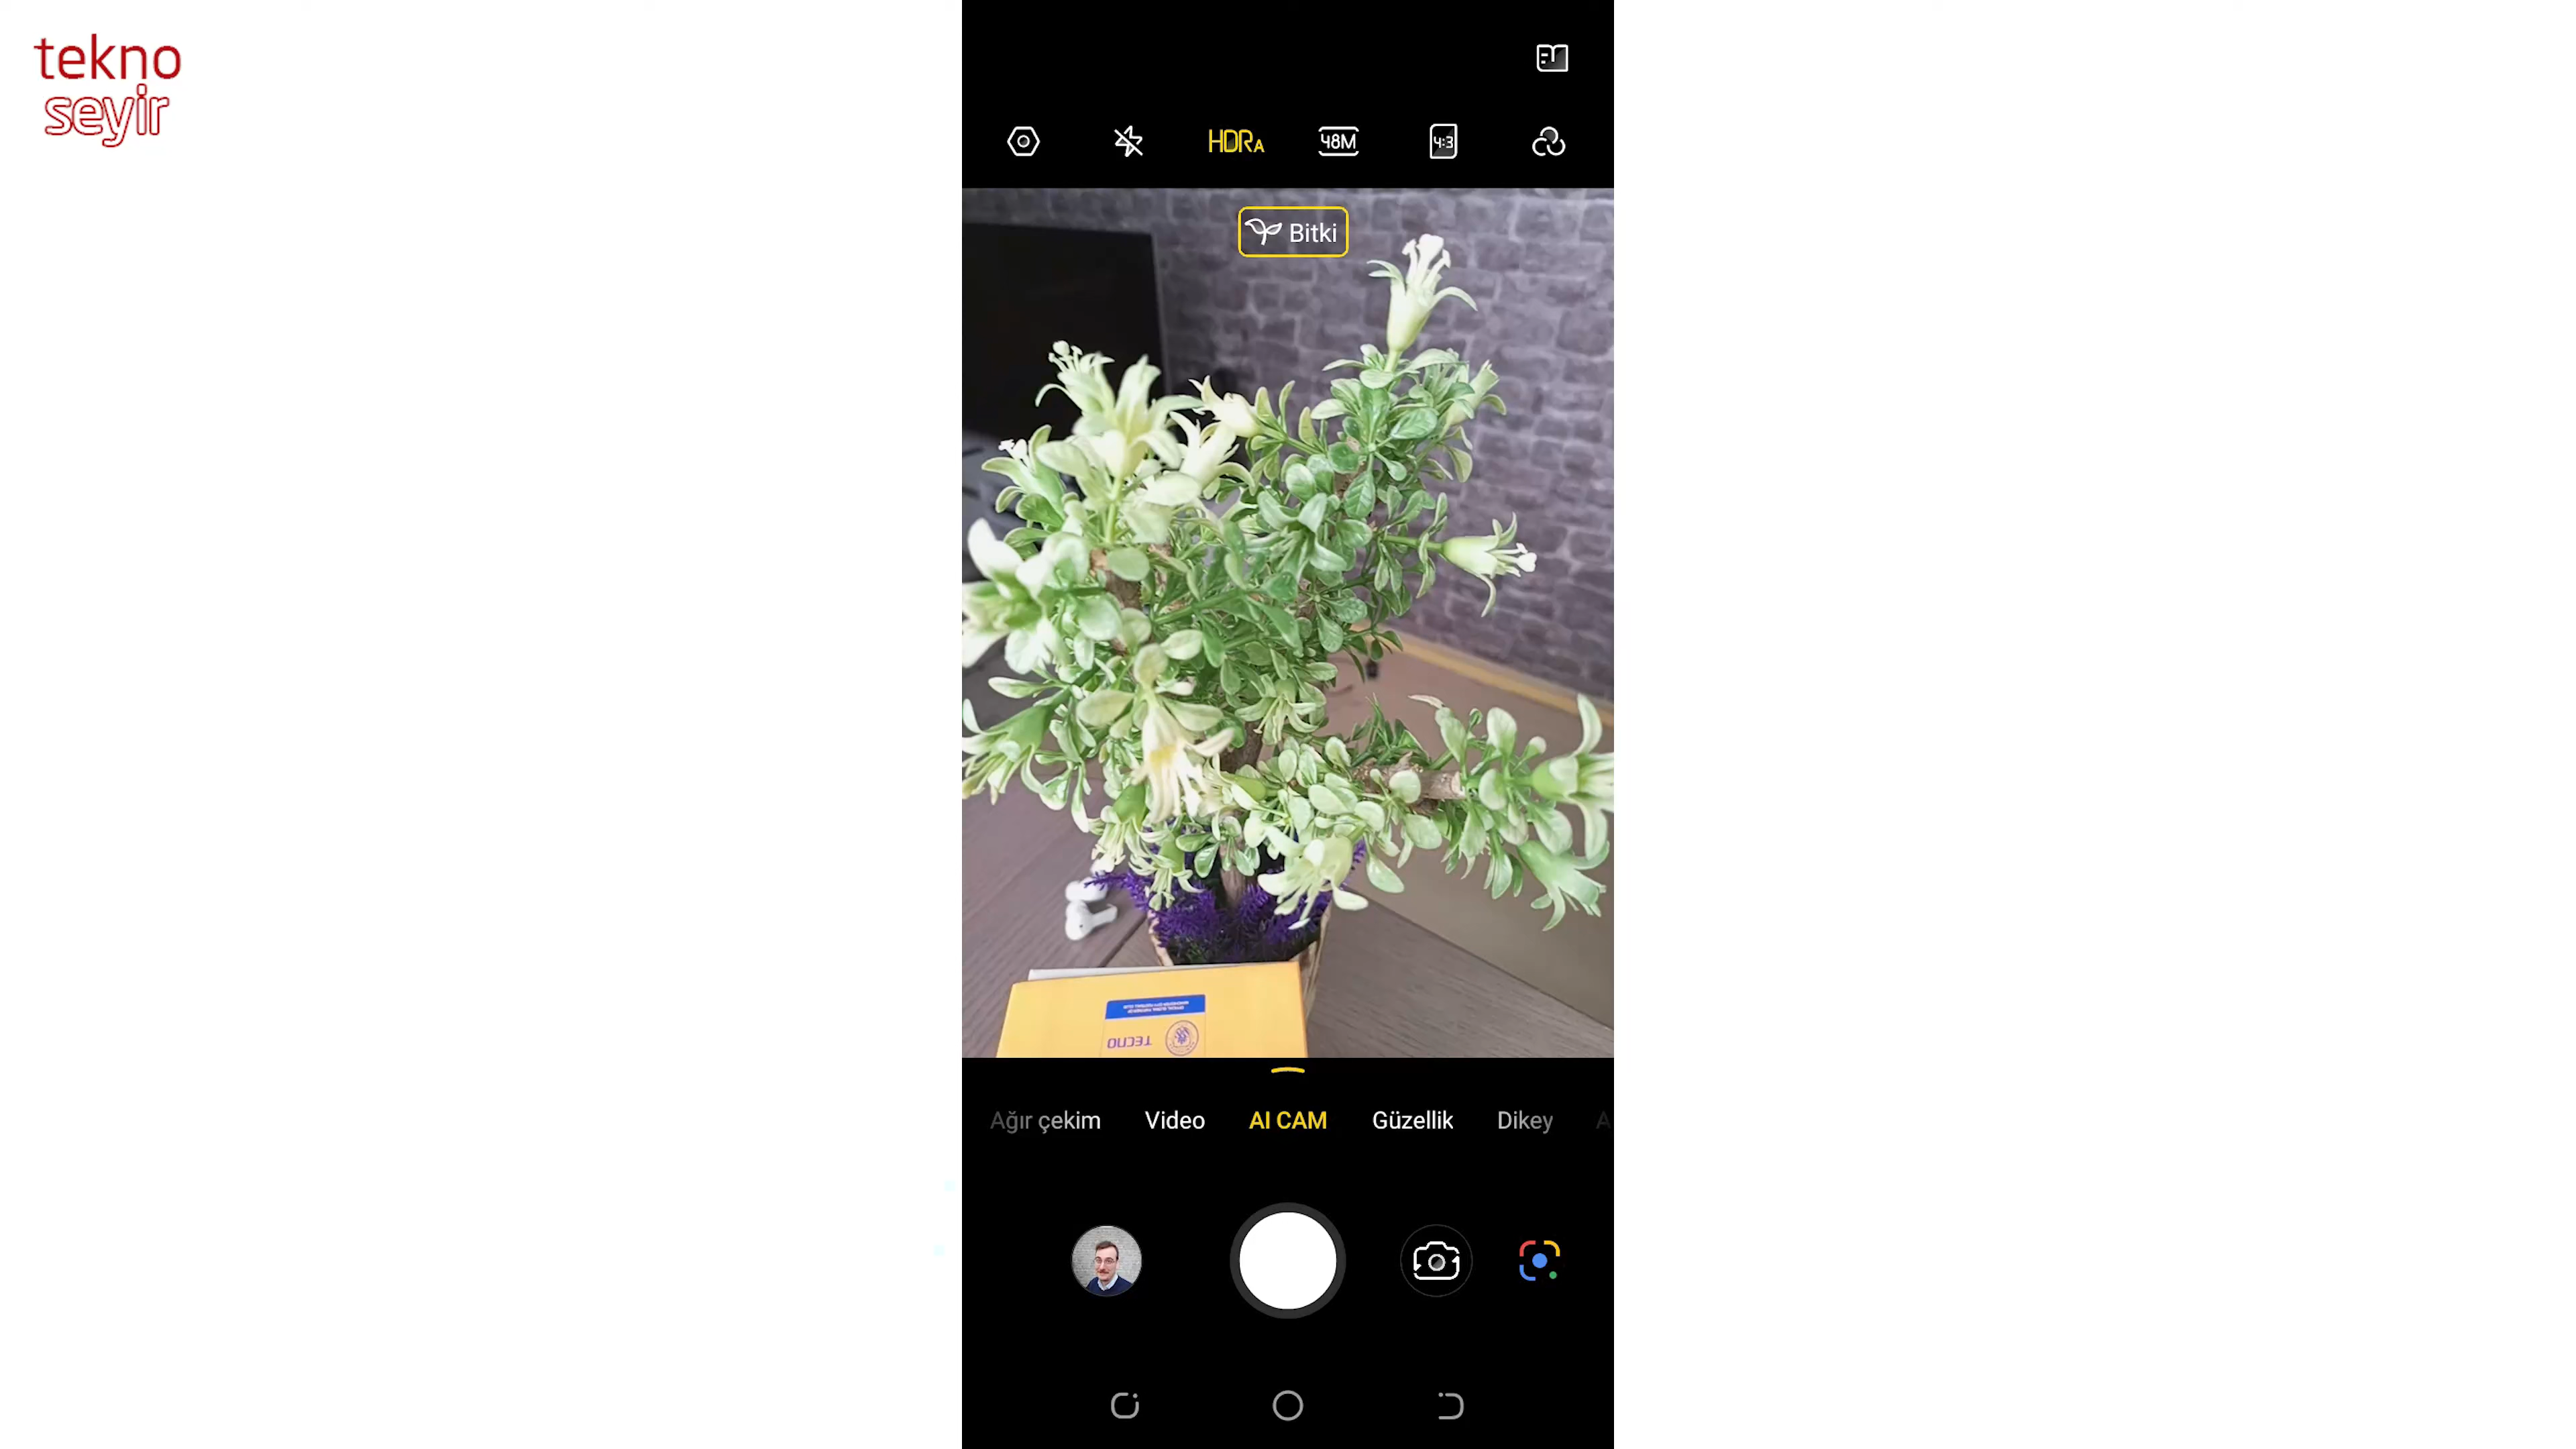 tekno
seyir
HDRA
48M
4:3
Bitki
TECNO
Ağır çekim
Video
AI CAM
Güzellik
Dikey
A